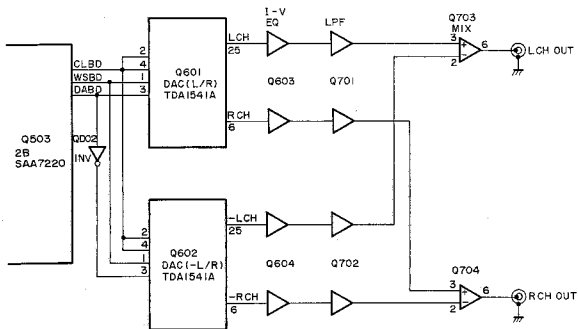 I-V
EQ
LPF
Q703
MIX
LCH
25
3
2
6
LCH OUT
CLBD
WSBD
DABD
2
4
1
3
Q601
DAC(L/R)
TDA1541A
Q603
Q701
RCH
6
Q503
2B
SAA7220
QD02
INV
-LCH
25
2
4
1
3
Q602
DAC(-L/R)
TDA1541A
Q604
Q702
Q704
3
2
6
RCH OUT
-RCH
6